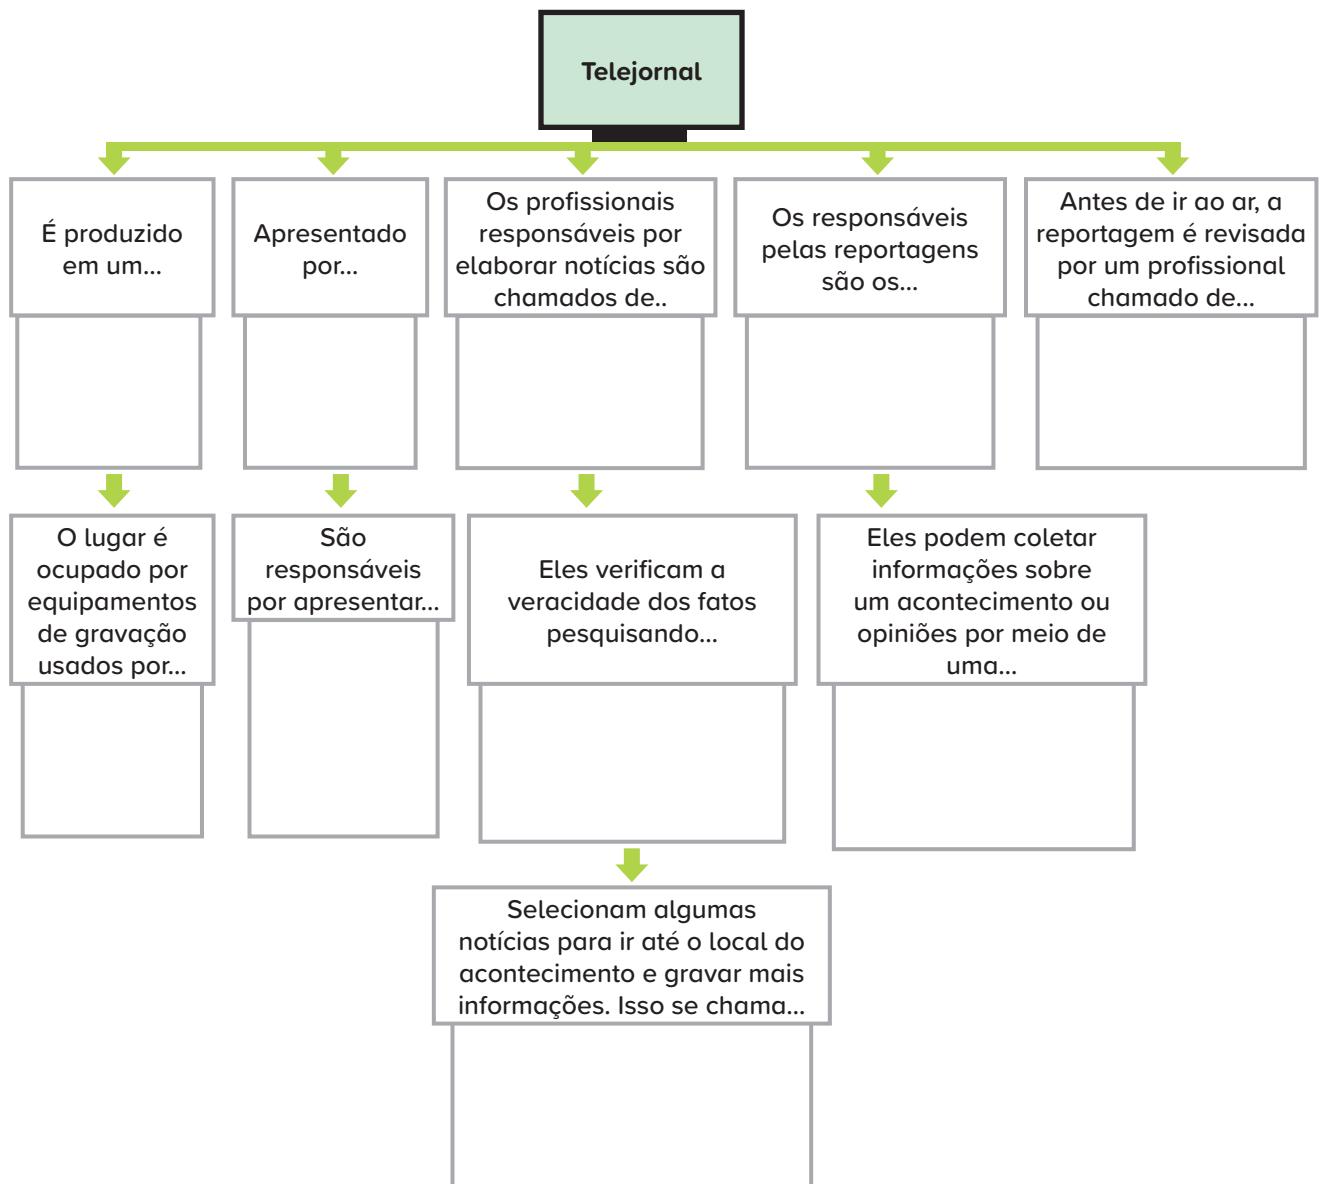 Telejornal
É produzido
em um...
Apresentado
por...
Os profissionais
responsáveis por
elaborar notícias são
chamados de..
Os responsáveis
pelas reportagens
são os...
Antes de ir ao ar, a
reportagem é revisada
por um profissional
chamado de...
O lugar é
ocupado por
equipamentos
de gravação
usados por...
São
responsáveis
por apresentar...
Eles verificam a
veracidade dos fatos
pesquisando...
Eles podem coletar
informações sobre
um acontecimento ou
opiniões por meio de
uma...
Selecionam algumas
notícias para ir até o local do
acontecimento e gravar mais
informações. Isso se chama...